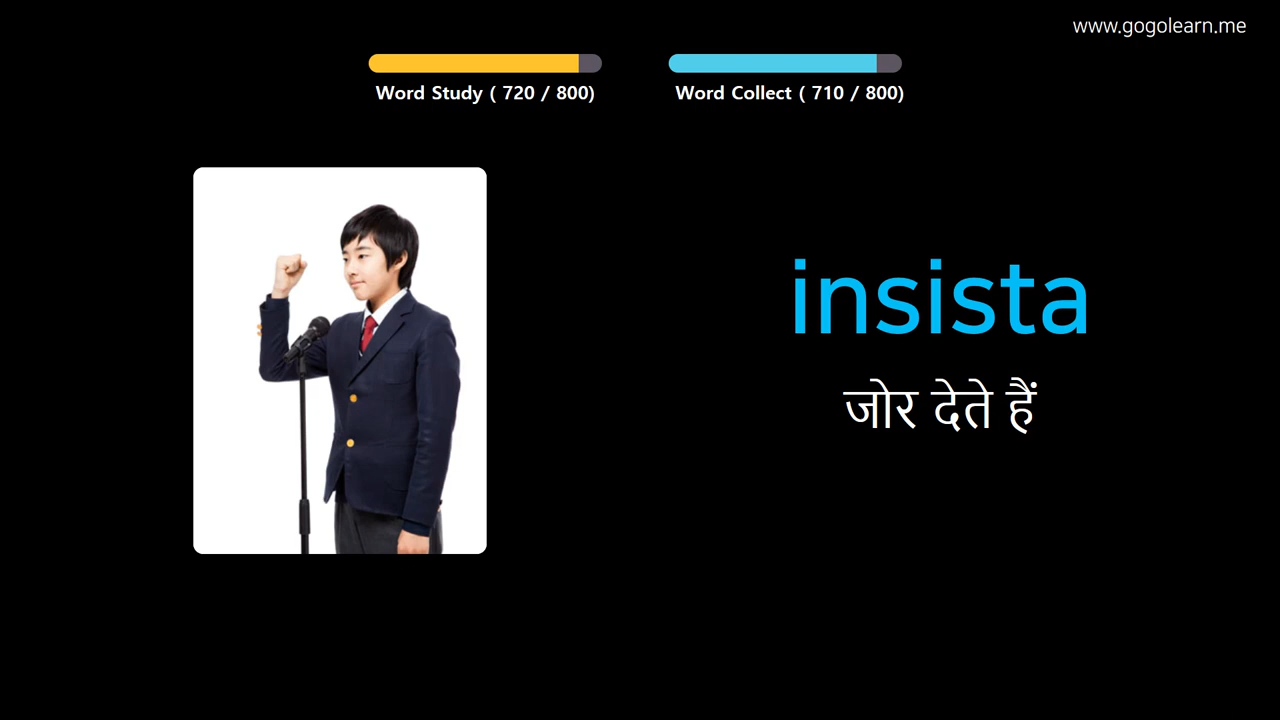 www.gogolearn.me
Word Study ( 720 / 800)
Word Collect ( 710 / 800)
insista
जोर देते हैं